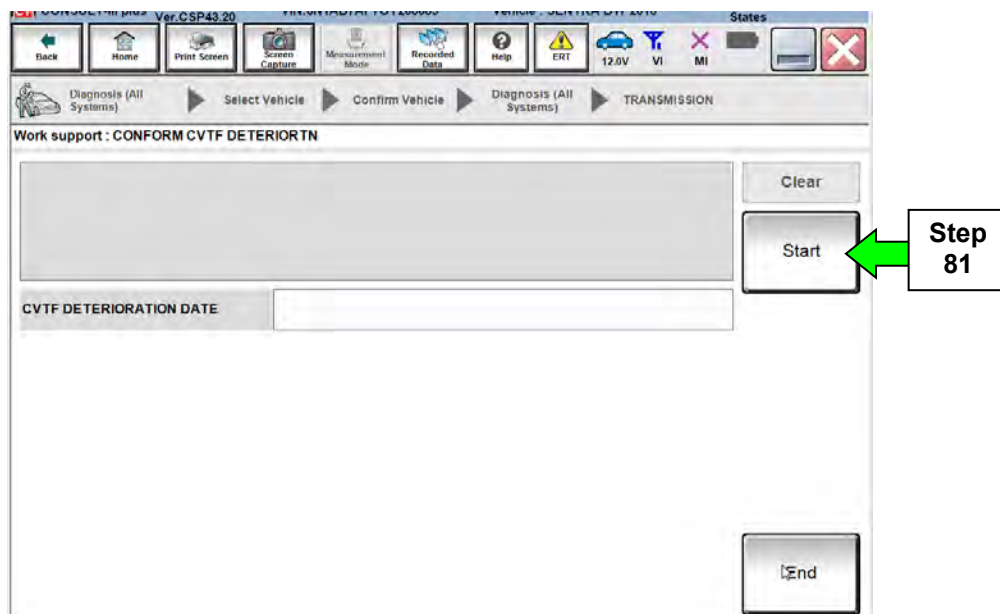 Ver.CSP43.20
States
Back
Home
Print Screen
Screen Capture
Measurement Mode
Recorded Data
Help
ERT
12.0V
VI
MI
Diagnosis (All Systems)
Select Vehicle
Confirm Vehicle
Diagnosis (All Systems)
TRANSMISSION
Work support : CONFORM CVTF DETERIORTN
Clear
Start
Step
81
CVTF DETERIORATION DATE
End